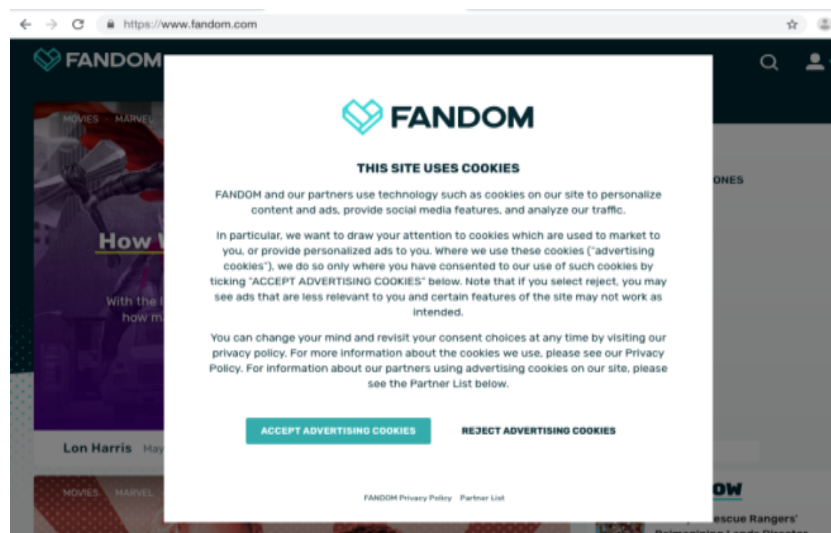 https://www.fandom.com
FANDOM
MOVIES · MARVEL
How
With the
how m
Lon Harris May
MOVIES · MARVEL
FANDOM
THIS SITE USES COOKIES
FANDOM and our partners use technology such as cookies on our site to personalize
content and ads, provide social media features, and analyze our traffic.
In particular, we want to draw your attention to cookies which are used to market to
you, or provide personalized ads to you. Where we use these cookies ("advertising
cookies"), we do so only where you have consented to our use of such cookies by
ticking "ACCEPT ADVERTISING COOKIES" below. Note that if you select reject, you may
see ads that are less relevant to you and certain features of the site may not work as
intended.
You can change your mind and revisit your consent choices at any time by visiting our
privacy policy. For more information about the cookies we use, please see our Privacy
Policy. For information about our partners using advertising cookies on our site, please
see the Partner List below.
ACCEPT ADVERTISING COOKIES REJECT ADVERTISING COOKIES
FANDOM Privacy Policy Partner List
ONES
OW
escue Rangers'